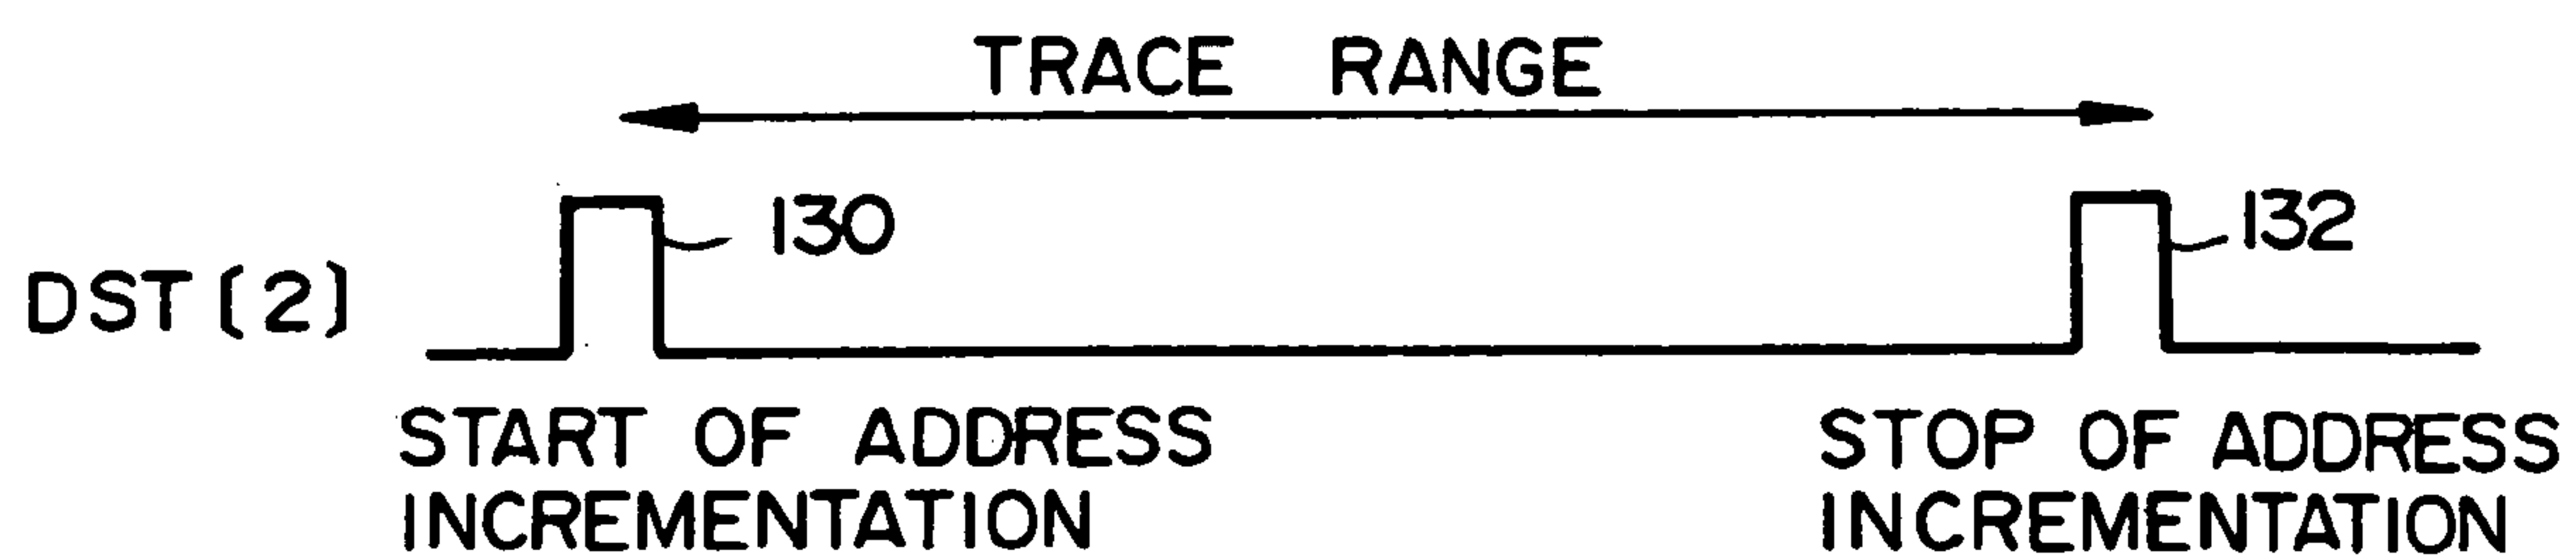 TRACE RANGE
130
132
DST(2)
START OF ADDRESS
INCREMENTATION
STOP OF ADDRESS
INCREMENTATION